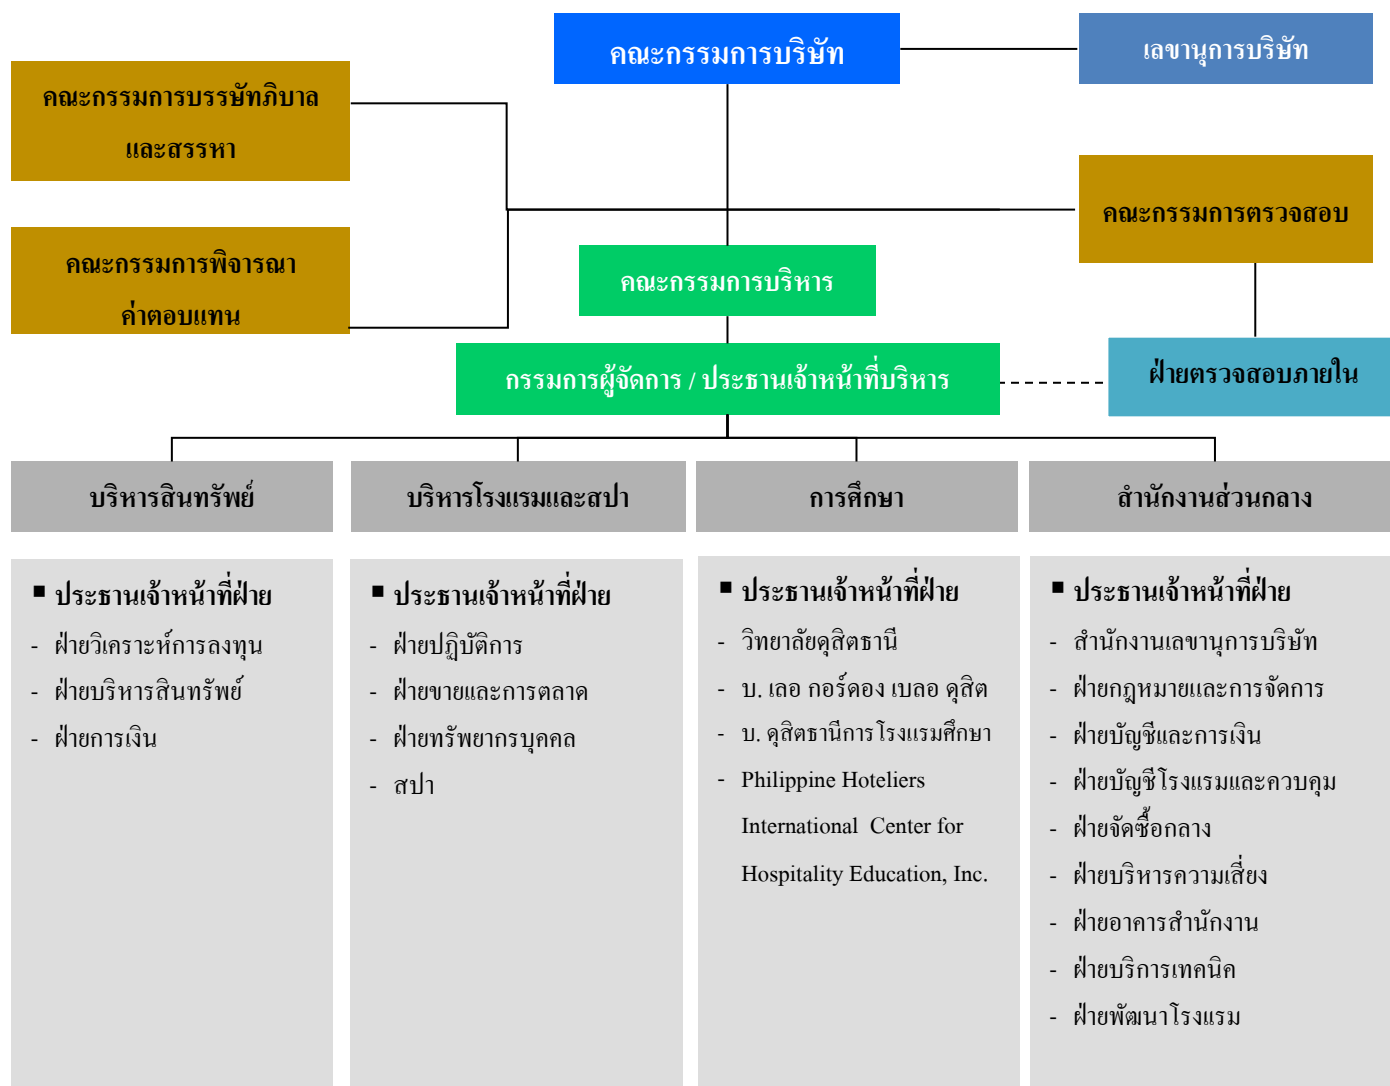 คณะกรรมการบริษัท
เลขานุการบริษัท
คณะกรรมการบรรษัทภิบาล
และสรรหา
คณะกรรมการตรวจสอบ
คณะกรรมการพิจารณา
ค่าตอบแทน
คณะกรรมการบริหาร
กรรมการผู้จัดการ / ประธานเจ้าหน้าที่บริหาร
ฝ่ายตรวจสอบภายใน
บริหารสินทรัพย์
▪ ประธานเจ้าหน้าที่ฝ่าย
- ฝ่ายวิเคราะห์การลงทุน
- ฝ่ายบริหารสินทรัพย์
- ฝ่ายการเงิน
บริหารโรงแรมและสปา
▪ ประธานเจ้าหน้าที่ฝ่าย
- ฝ่ายปฏิบัติการ
- ฝ่ายขายและการตลาด
- ฝ่ายทรัพยากรบุคคล
- สปา
การศึกษา
▪ ประธานเจ้าหน้าที่ฝ่าย
- วิทยาลัยดุสิตธานี
- บ. เลอ กอร์ดอง เบลอ ดุสิต
- บ. ดุสิตธานีการโรงแรมศึกษา
- Philippine Hoteliers
International Center for
Hospitality Education, Inc.
สำนักงานส่วนกลาง
▪ ประธานเจ้าหน้าที่ฝ่าย
- สำนักงานเลขานุการบริษัท
- ฝ่ายกฎหมายและการจัดการ
- ฝ่ายบัญชีและการเงิน
- ฝ่ายบัญชีโรงแรมและควบคุม
- ฝ่ายจัดซื้อกลาง
- ฝ่ายบริหารความเสี่ยง
- ฝ่ายอาคารสำนักงาน
- ฝ่ายบริการเทคนิค
- ฝ่ายพัฒนาโรงแรม